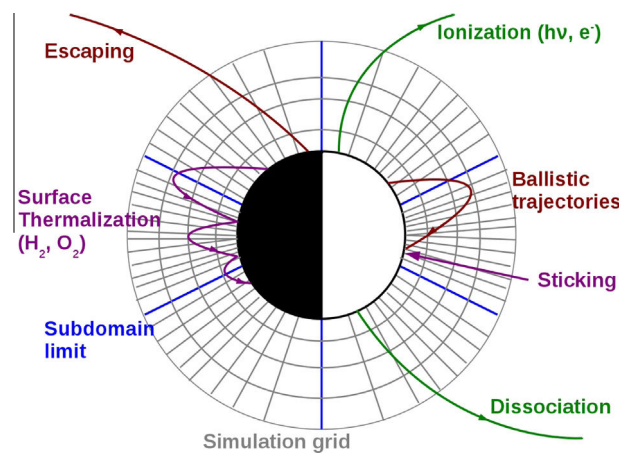 Escaping
Ionization (hν, e⁻)
Surface
Thermalization
(H₂, O₂)
Ballistic
trajectories
Sticking
Subdomain
limit
Dissociation
Simulation grid